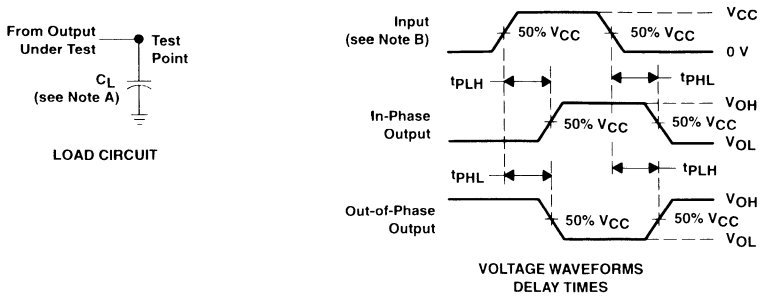 From Output
Under Test
Test
Point
CL
(see Note A)
LOAD CIRCUIT
Input
(see Note B)
50% VCC
50% VCC
VCC
0 V
tPLH
tPHL
In-Phase
Output
50% VCC
50% VCC
VOH
VOL
tPHL
tPLH
Out-of-Phase
Output
50% VCC
50% VCC
VOH
VOL
VOLTAGE WAVEFORMS
DELAY TIMES